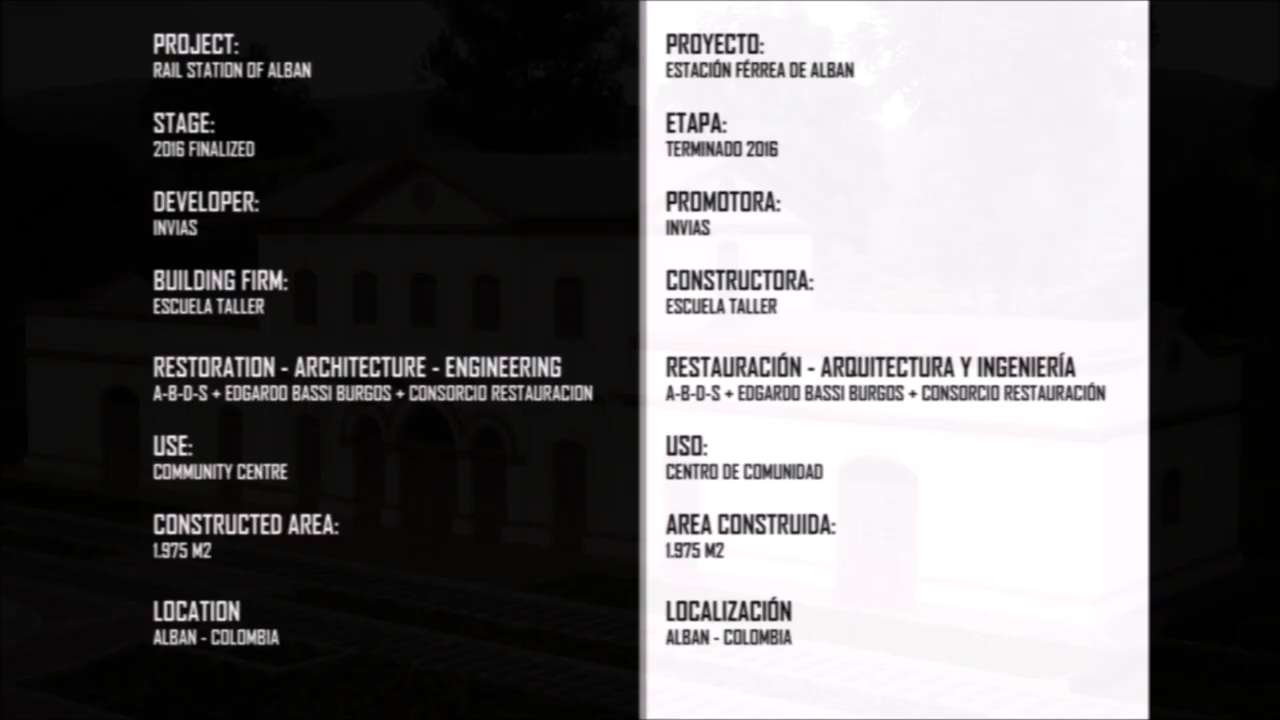 PROJECT:
RAIL STATION OF ALBAN
STAGE:
2016 FINALIZED
DEVELOPER:
INVIAS
BUILDING FIRM:
ESCUELA TALLER
RESTORATION - ARCHITECTURE - ENGINEERING
A-B-D-S + EDGARDO BASSI BURGOS + CONSORCIO RESTAURACION
USE:
COMMUNITY CENTRE
CONSTRUCTED AREA:
1.975 M2
LOCATION
ALBAN - COLOMBIA
PROYECTO:
ESTACIÓN FÉRREA DE ALBAN
ETAPA:
TERMINADO 2016
PROMOTORA:
INVIAS
CONSTRUCTORA:
ESCUELA TALLER
RESTAURACIÓN - ARQUITECTURA Y INGENIERÍA
A-B-D-S + EDGARDO BASSI BURGOS + CONSORCIO RESTAURACIÓN
USO:
CENTRO DE COMUNIDAD
AREA CONSTRUIDA:
1.975 M2
LOCALIZACIÓN
ALBAN - COLOMBIA